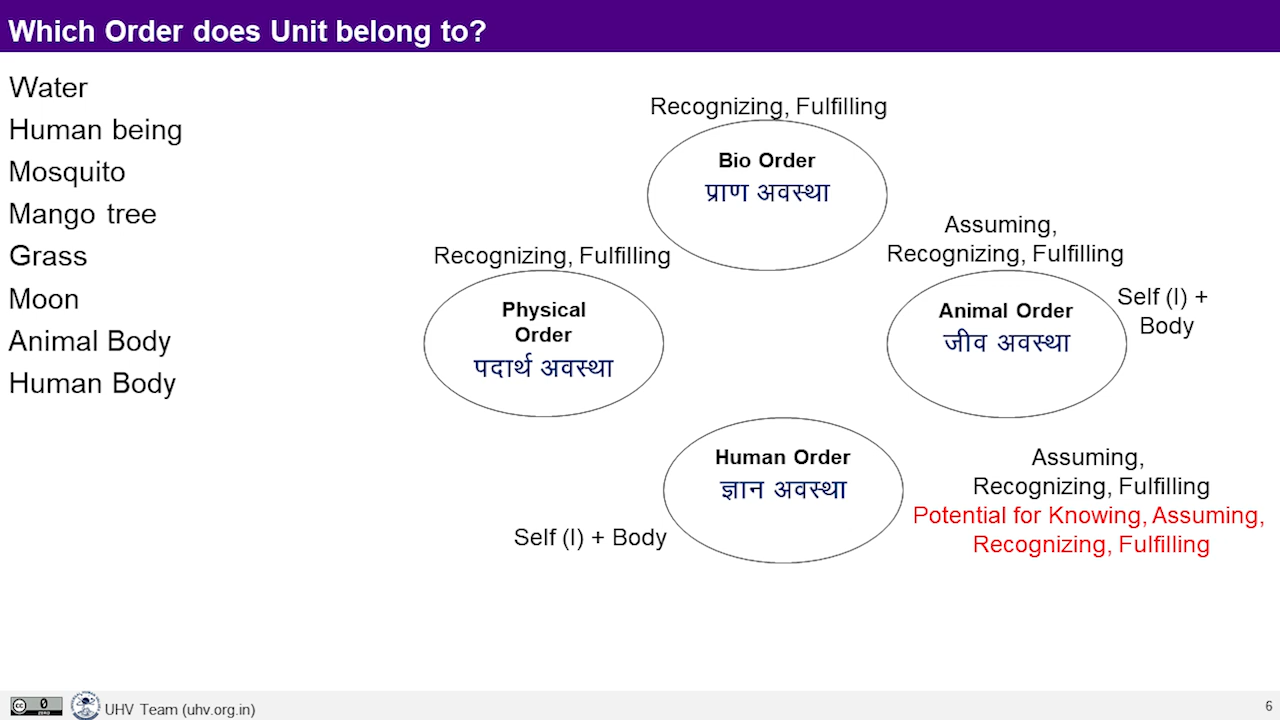 Which Order does Unit belong to?
Water
Human being
Mosquito
Mango tree
Grass
Moon
Animal Body
Human Body
Recognizing, Fulfilling
Bio Order
प्राण अवस्था
Recognizing, Fulfilling
Physical
Order
पदार्थ अवस्था
Assuming,
Recognizing, Fulfilling
Animal Order
जीव अवस्था
Self (I) +
Body
Human Order
ज्ञान अवस्था
Self (I) + Body
Assuming,
Recognizing, Fulfilling
Potential for Knowing, Assuming,
Recognizing, Fulfilling
cc 0
ZERO
UHV Team (uhv.org.in)
6